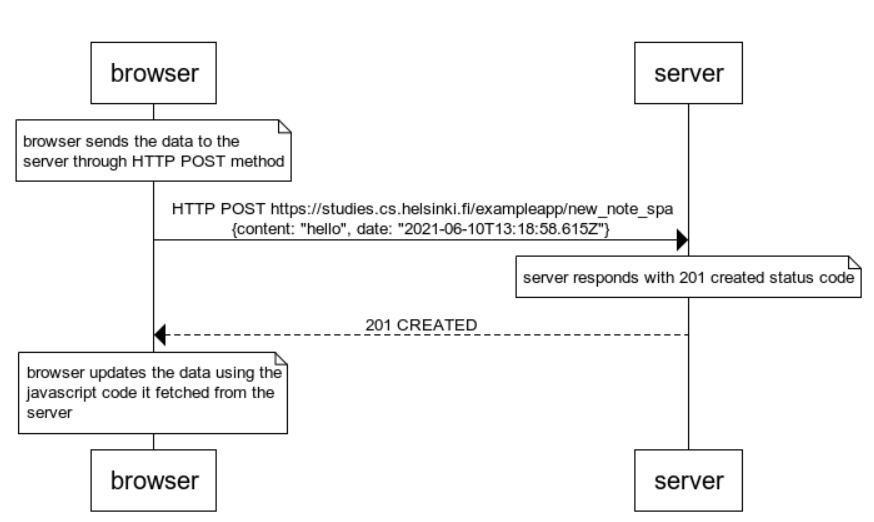 browser
server
browser sends the data to the
server through HTTP POST method
HTTP POST https://studies.cs.helsinki.fi/exampleapp/new_note_spa
{content: "hello", date: "2021-06-10T13:18:58.615Z"}
server responds with 201 created status code
201 CREATED
browser updates the data using the
javascript code it fetched from the
server
browser
server